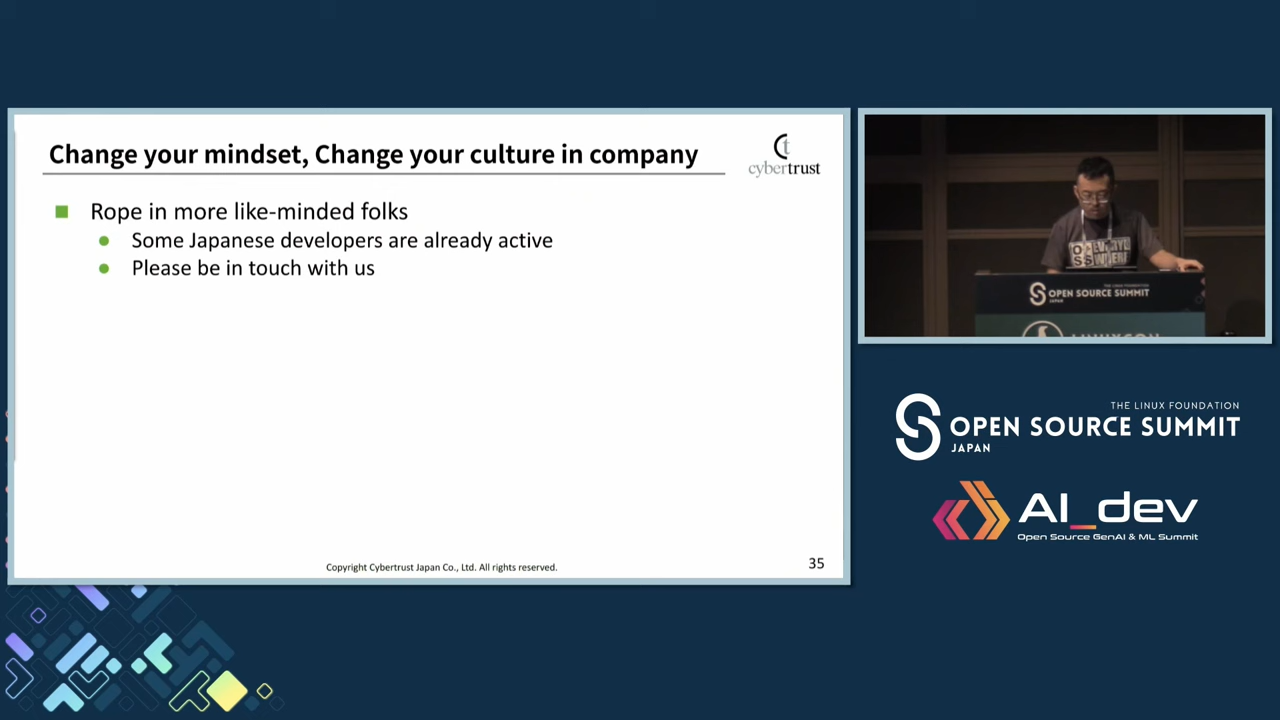 Change your mindset, Change your culture in company
cybertrust
Rope in more like-minded folks
Some Japanese developers are already active
Please be in touch with us
Copyright Cybertrust Japan Co., Ltd. All rights reserved.
35
OPEN SOURCE SUMMIT
JAPAN
THE LINUX FOUNDATION
OPEN SOURCE SUMMIT
JAPAN
AI_dev
Open Source GenAI & ML Summit